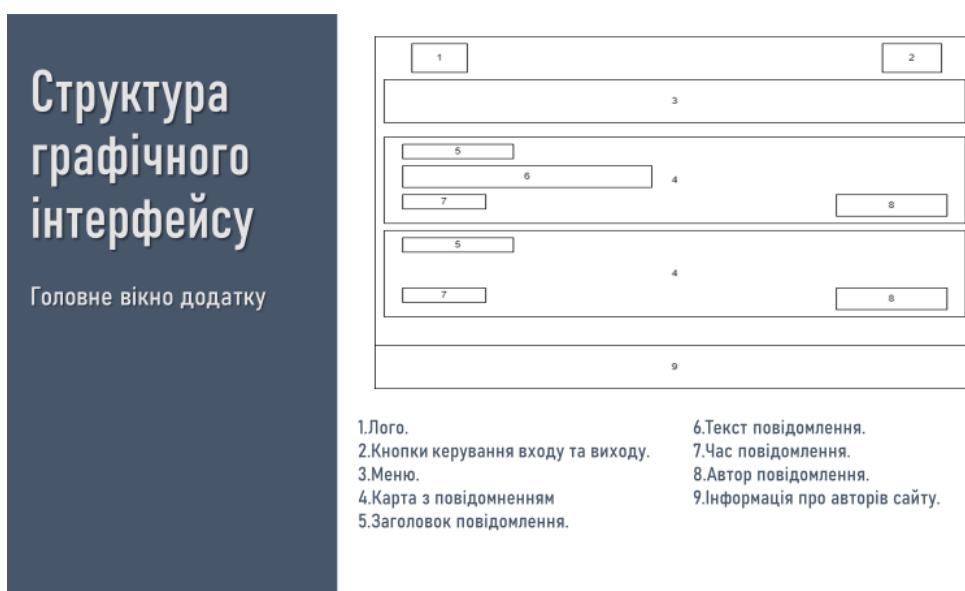 Структура
графічного
інтерфейсу
Головне вікно додатку
1
2
3
5
6
4
7
8
5
4
7
8
9
1.Лого.
2.Кнопки керування входу та виходу.
3.Меню.
4.Карта з повідомненням
5.Заголовок повідомлення.
6.Текст повідомлення.
7.Час повідомлення.
8.Автор повідомлення.
9.Інформація про авторів сайту.